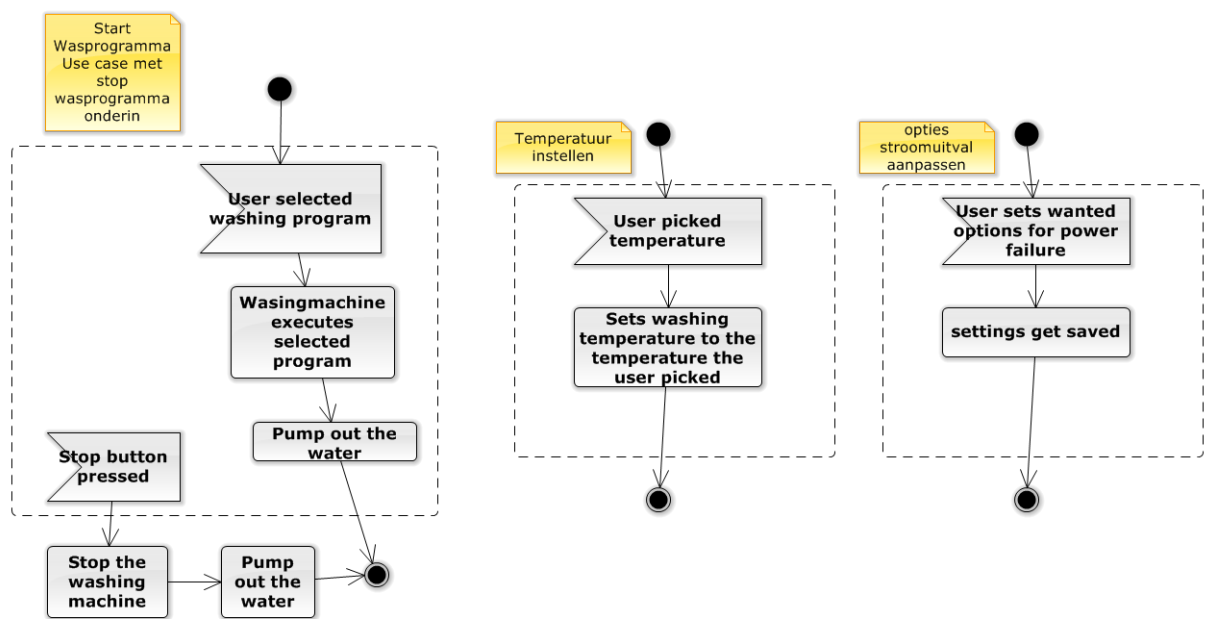 Start
Wasprogramma
Use case met
stop
wasprogramma
onderin
User selected
washing program
Wasingmachine
executes
selected
program
Pump out the
water
Stop button
pressed
Stop the
washing
machine
Pump
out the
water
Temperatuur
instellen
User picked
temperature
Sets washing
temperature to the
temperature the
user picked
opties
stroomuitval
aanpassen
User sets wanted
options for power
failure
settings get saved